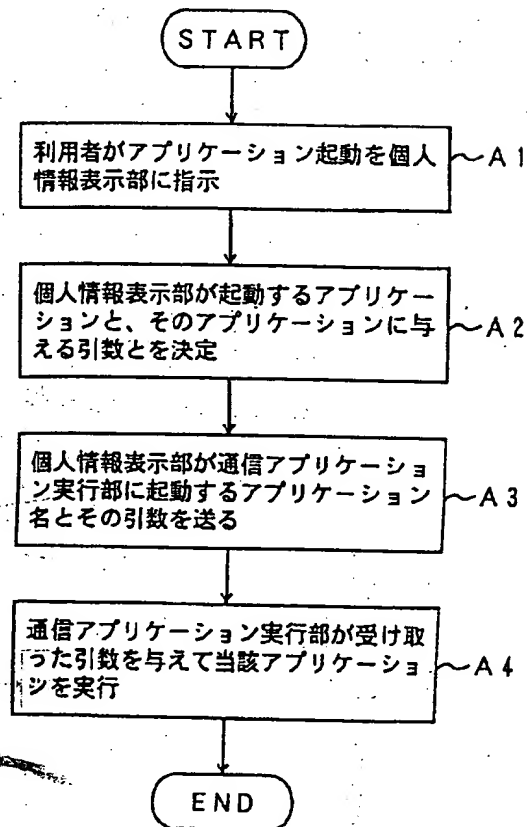 START
利用者がアプリケーション起動を個人
情報表示部に指示
A1
個人情報表示部が起動するアプリケー
ションと、そのアプリケーションに与
える引数とを決定
A2
個人情報表示部が通信アプリケーショ
ン実行部に起動するアプリケーション
名とその引数を送る
A3
通信アプリケーション実行部が受け取
った引数を与えて当該アプリケーショ
ンを実行
A4
END